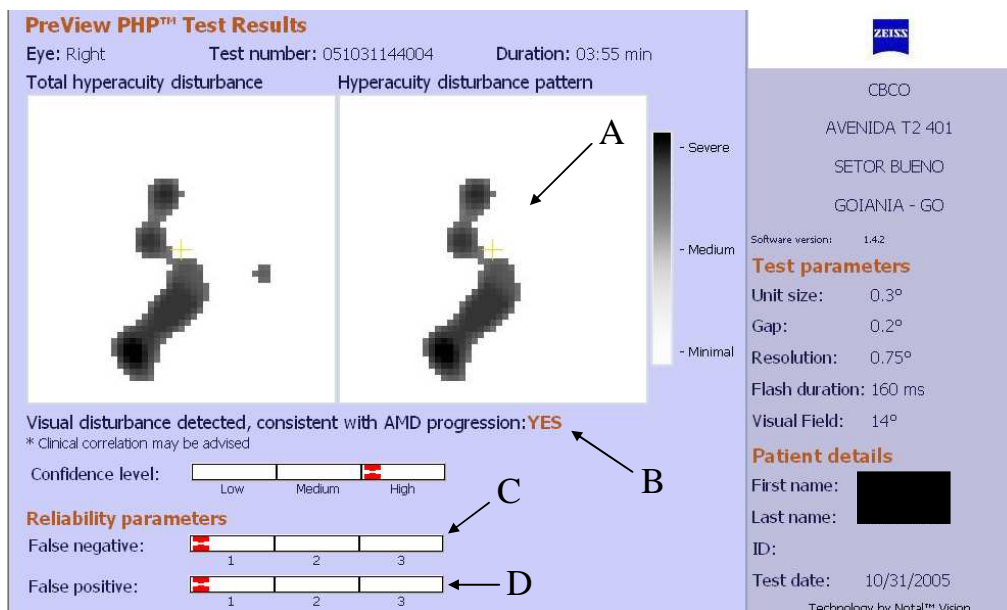 PreView PHP™ Test Results
Eye: Right Test number: 051031144004 Duration: 03:55 min
Total hyperacuity disturbance Hyperacuity disturbance pattern
A
- Severe
- Medium
- Minimal
Visual disturbance detected, consistent with AMD progression: YES
* Clinical correlation may be advised
B
Confidence level:
Low Medium High
C
Reliability parameters
False negative:
1 2 3
False positive:
D
1 2 3
ZEISS
CBCO
AVENIDA T2 401
SETOR BUENO
GOIANIA - GO
Software version: 1.4.2
Test parameters
Unit size: 0.3º
Gap: 0.2º
Resolution: 0.75º
Flash duration: 160 ms
Visual Field: 14º
Patient details
First name:
Last name:
ID:
Test date: 10/31/2005
Technology by Notal™ Vision